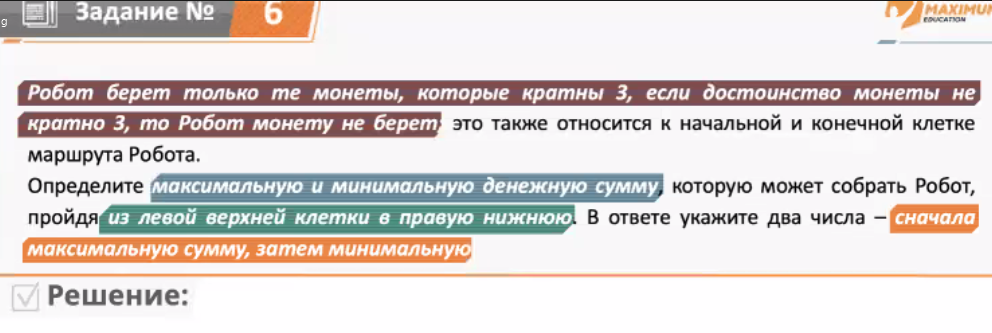 g
Задание № 6
MAXIMUM
EDUCATION
Робот берет только те монеты, которые кратны 3, если достоинство монеты не
кратно 3, то Робот монету не берет; это также относится к начальной и конечной клетке
маршрута Робота.
Определите максимальную и минимальную денежную сумму, которую может собрать Робот,
пройдя из левой верхней клетки в правую нижнюю. В ответе укажите два числа – сначала
максимальную сумму, затем минимальную
Решение: